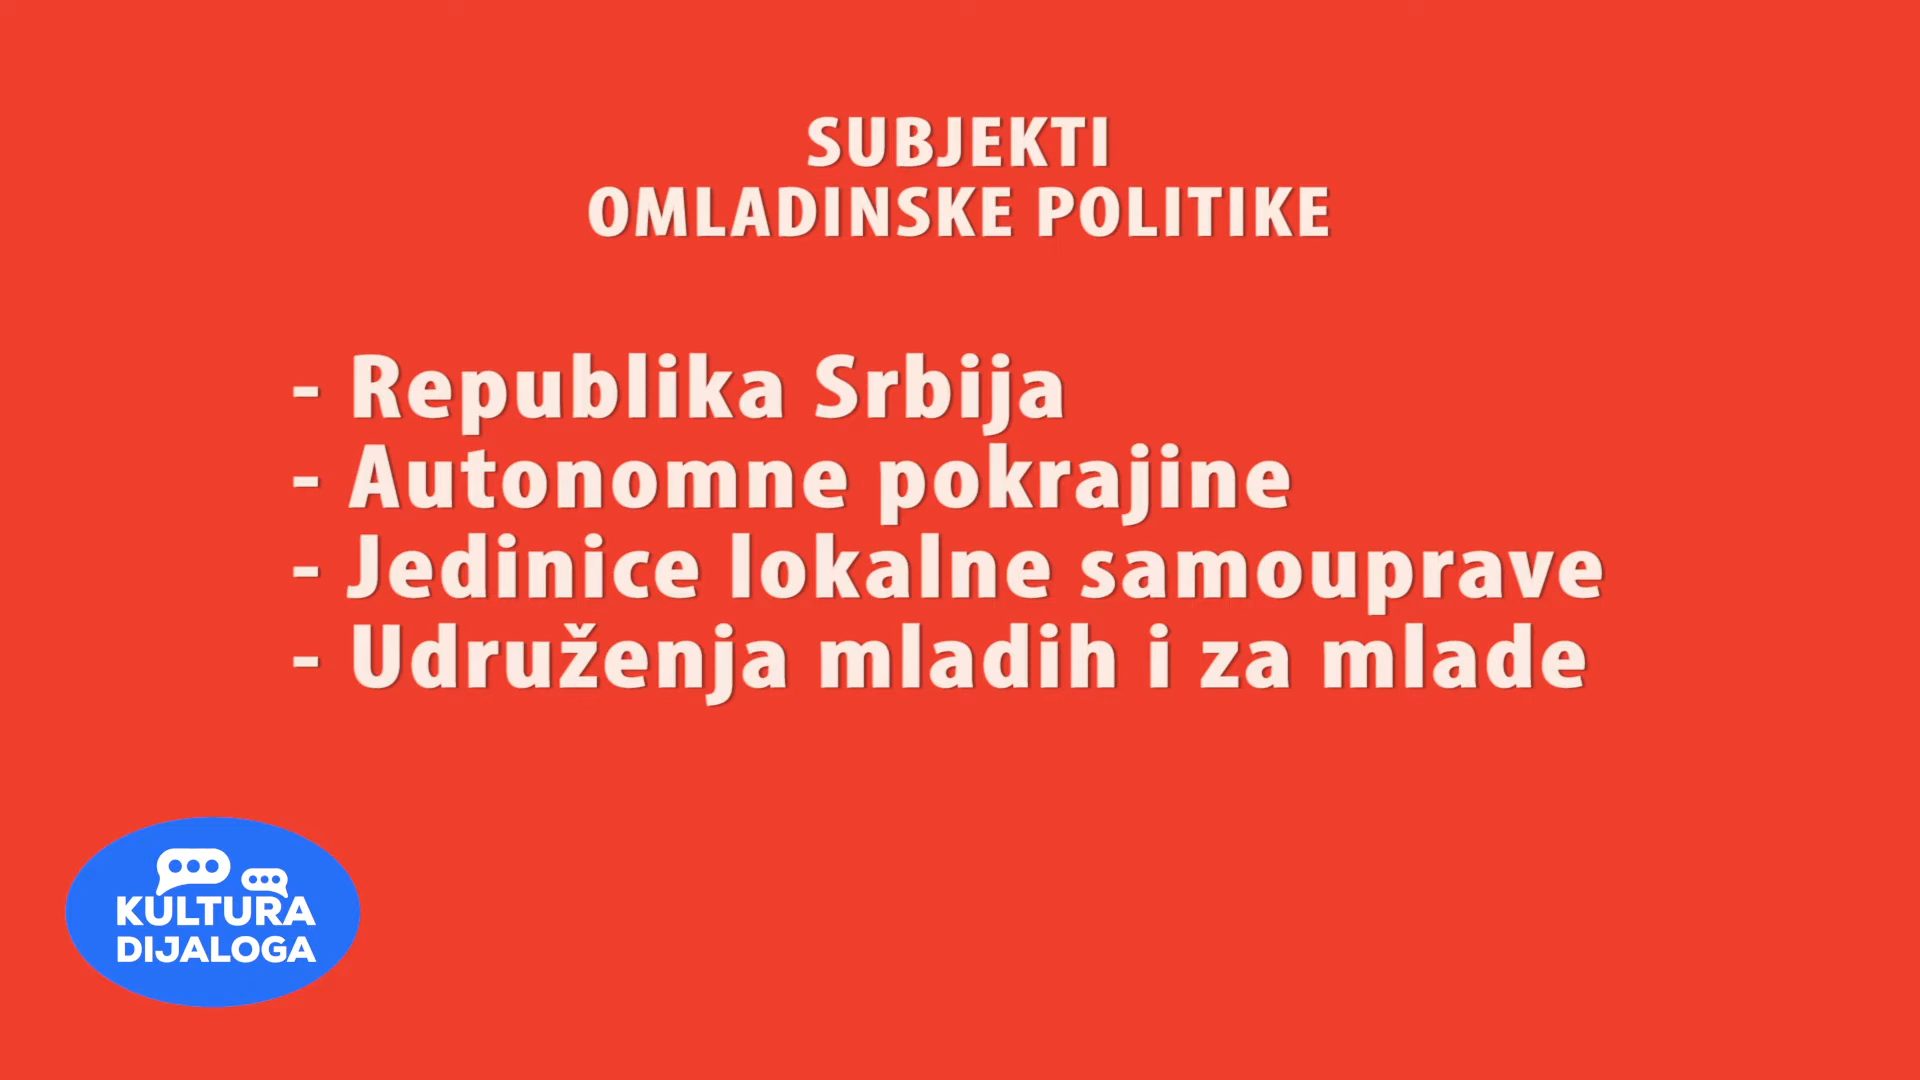 SUBJEKTI
OMLADINSKE POLITIKE
- Republika Srbija
- Autonomne pokrajine
- Jedinice lokalne samouprave
- Udruženja mladih i za mlade
KULTURA
DIJALOGA